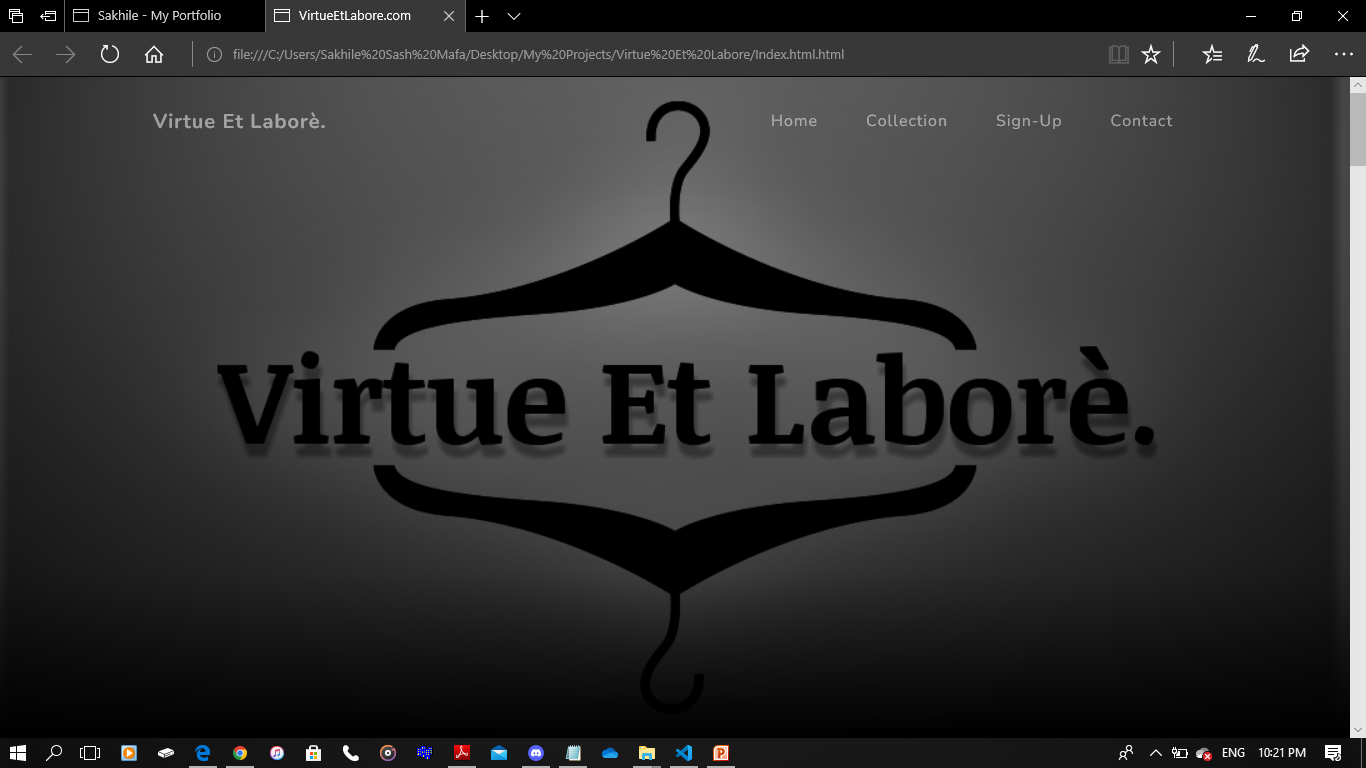 Sakhile - My Portfolio
VirtueEtLabore.com
file:///C:/Users/Sakhile%20Sash%20Mafa/Desktop/My%20Projects/Virtue%20Et%20Labore/Index.html.html
Virtue Et Laborè.
Home
Collection
Sign-Up
Contact
Virtue Et Laborè.
ENG
10:21 PM